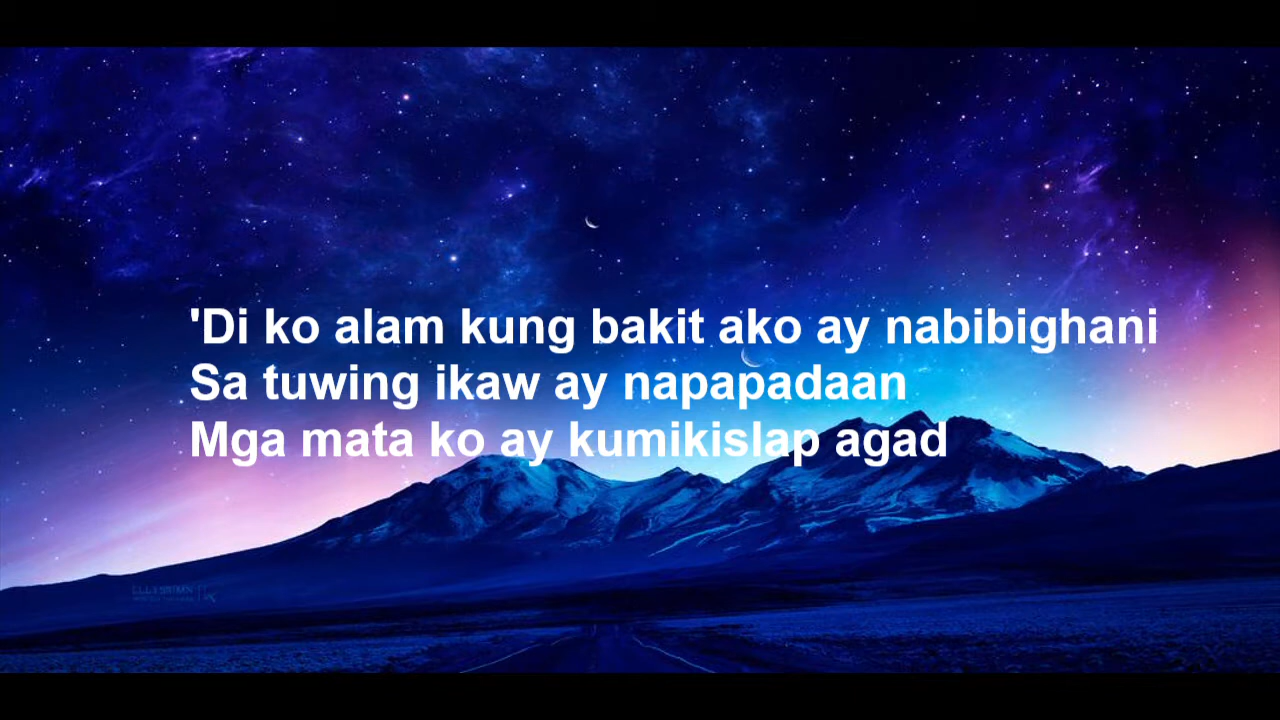 'Di ko alam kung bakit ako ay nabibighani
Sa tuwing ikaw ay napapadaan
Mga mata ko ay kumikislap agad